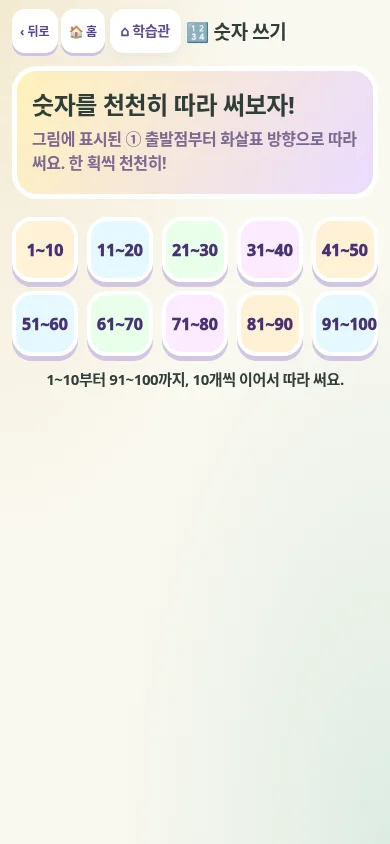 ‹ 뒤로 🏠 홈 ⌂ 학습관 🔢 숫자 쓰기
숫자를 천천히 따라 써보자!
그림에 표시된 ① 출발점부터 화살표 방향으로 따라
써요. 한 획씩 천천히!
1~10 11~20 21~30 31~40 41~50
51~60 61~70 71~80 81~90 91~100
1~10부터 91~100까지, 10개씩 이어서 따라 써요.